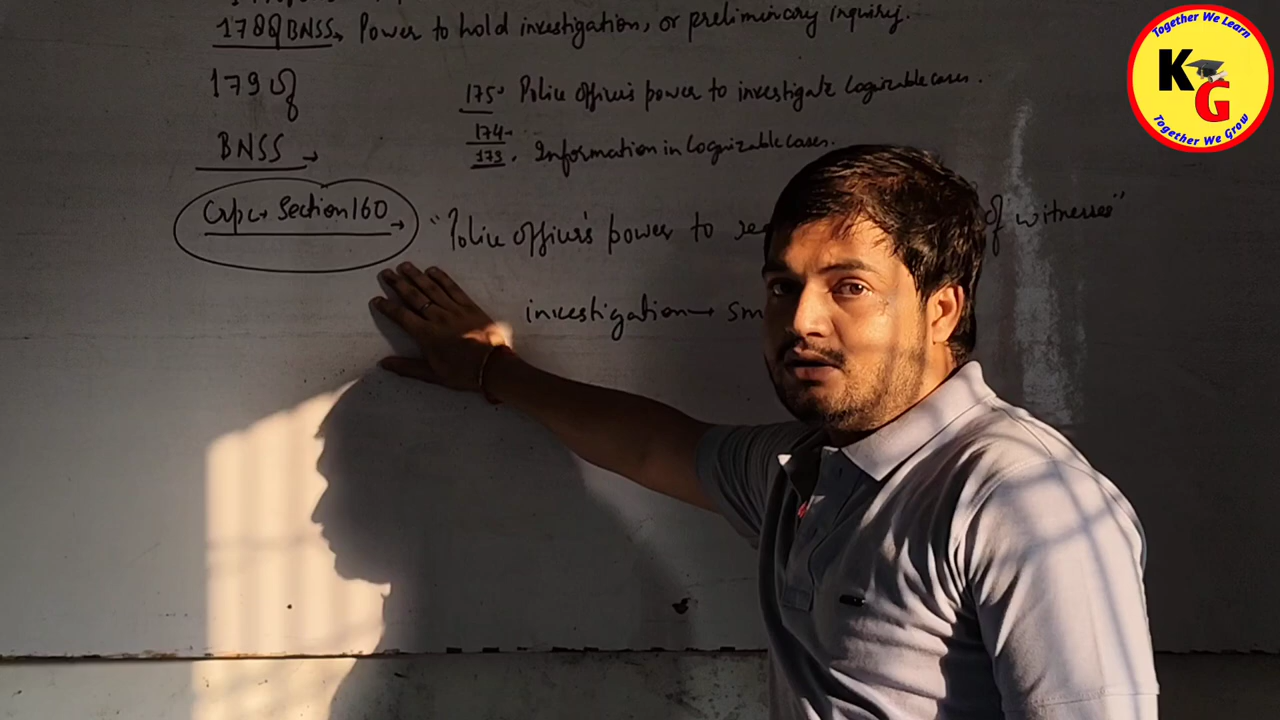 178 of BNSS → Power to hold investigation, or preliminary inquiry.
179 of
BNSS →
175. Police officer's power to investigate Cognizable cases.
174.
173. Information in Cognizable cases.
Crpc → Section 160 → "Police officer's power to of witnesses"
investigation →
Together We Learn
KG
Together We Grow